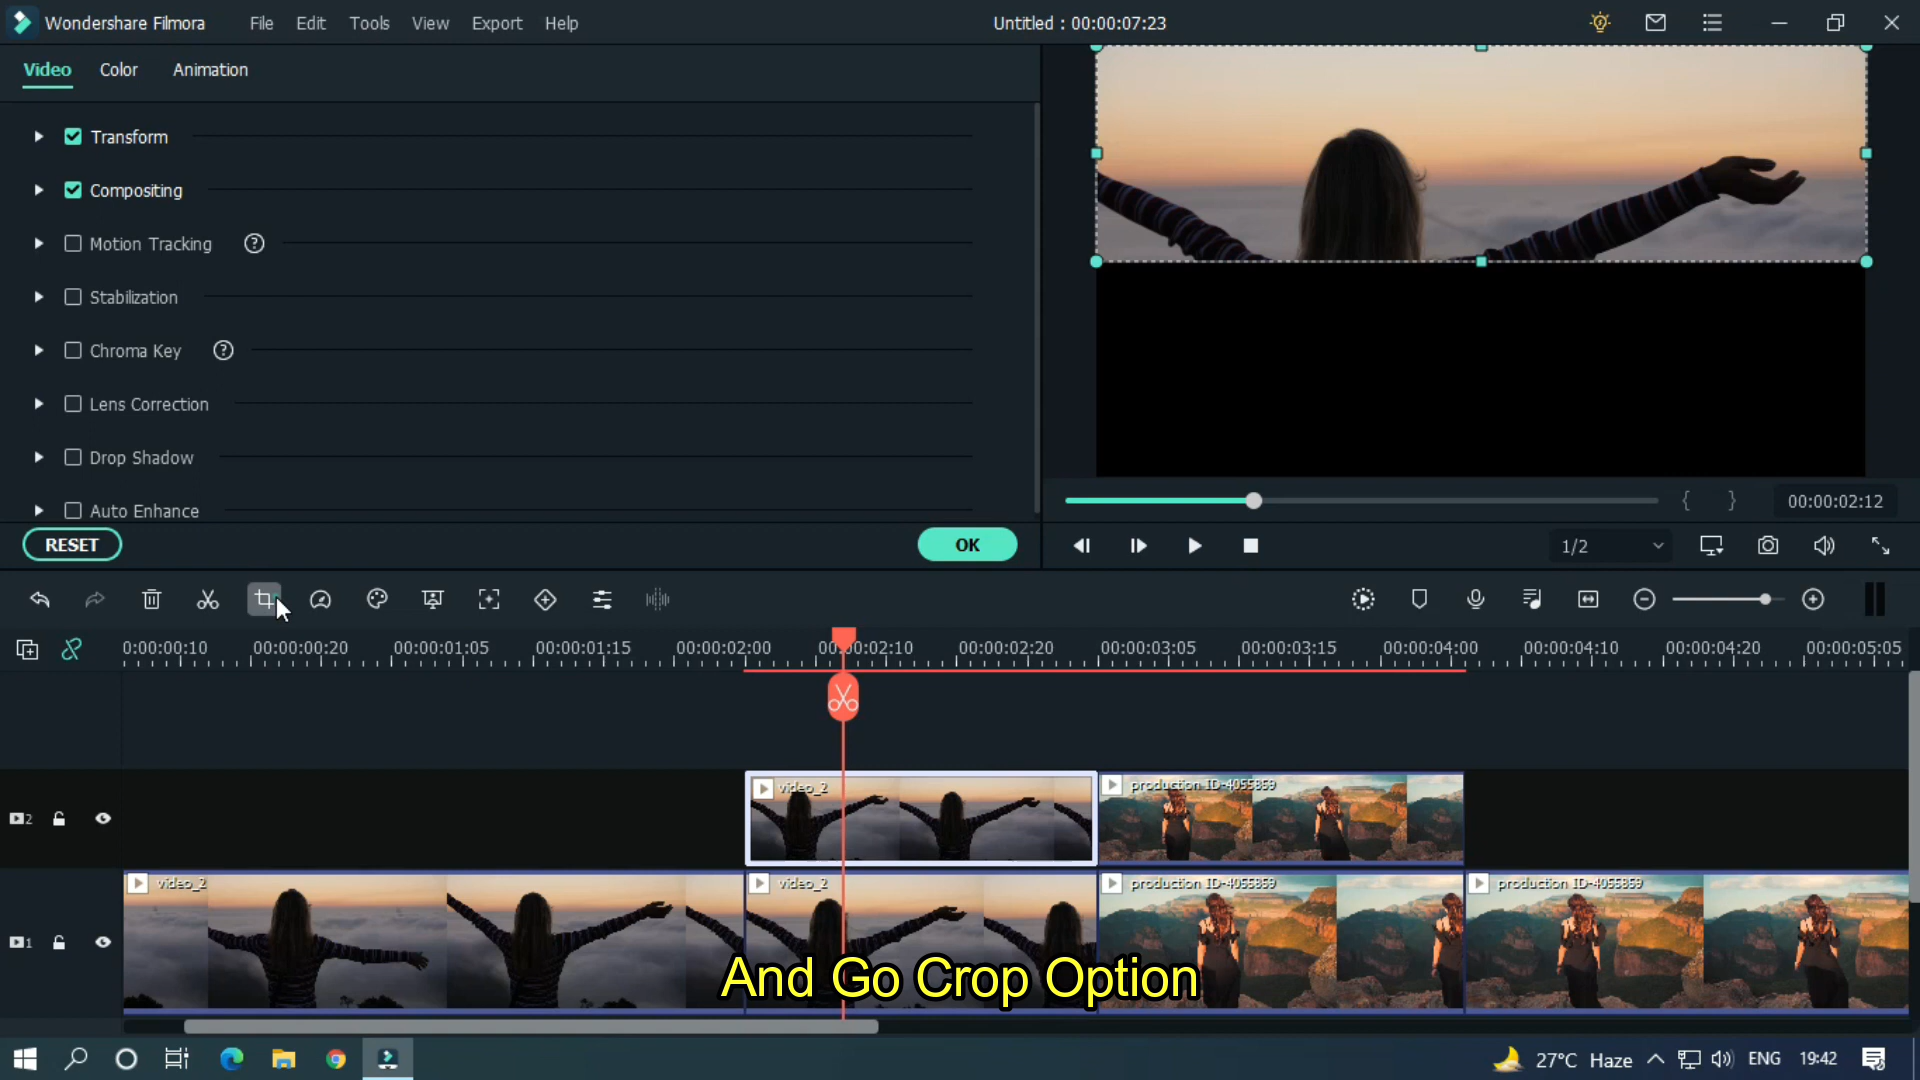 Wondershare Filmora File Edit Tools View Export Help Untitled : 00:00:07:23
Video Color Animation
Transform
Compositing
Motion Tracking ?
Stabilization
Chroma Key ?
Lens Correction
Drop Shadow
Auto Enhance
RESET OK
{ } 00:00:02:12
1/2
0:00:00:10 00:00:00:20 00:00:01:05 00:00:01:15 00:00:02:00 00:00:02:10 00:00:02:20 00:00:03:05 00:00:03:15 00:00:04:00 00:00:04:10 00:00:04:20 00:00:05:05
2 video_2 production ID-4055859
1 video_2 video_2 production ID-4055859 production ID-4055859
And Go Crop Option
27°C Haze ENG 19:42